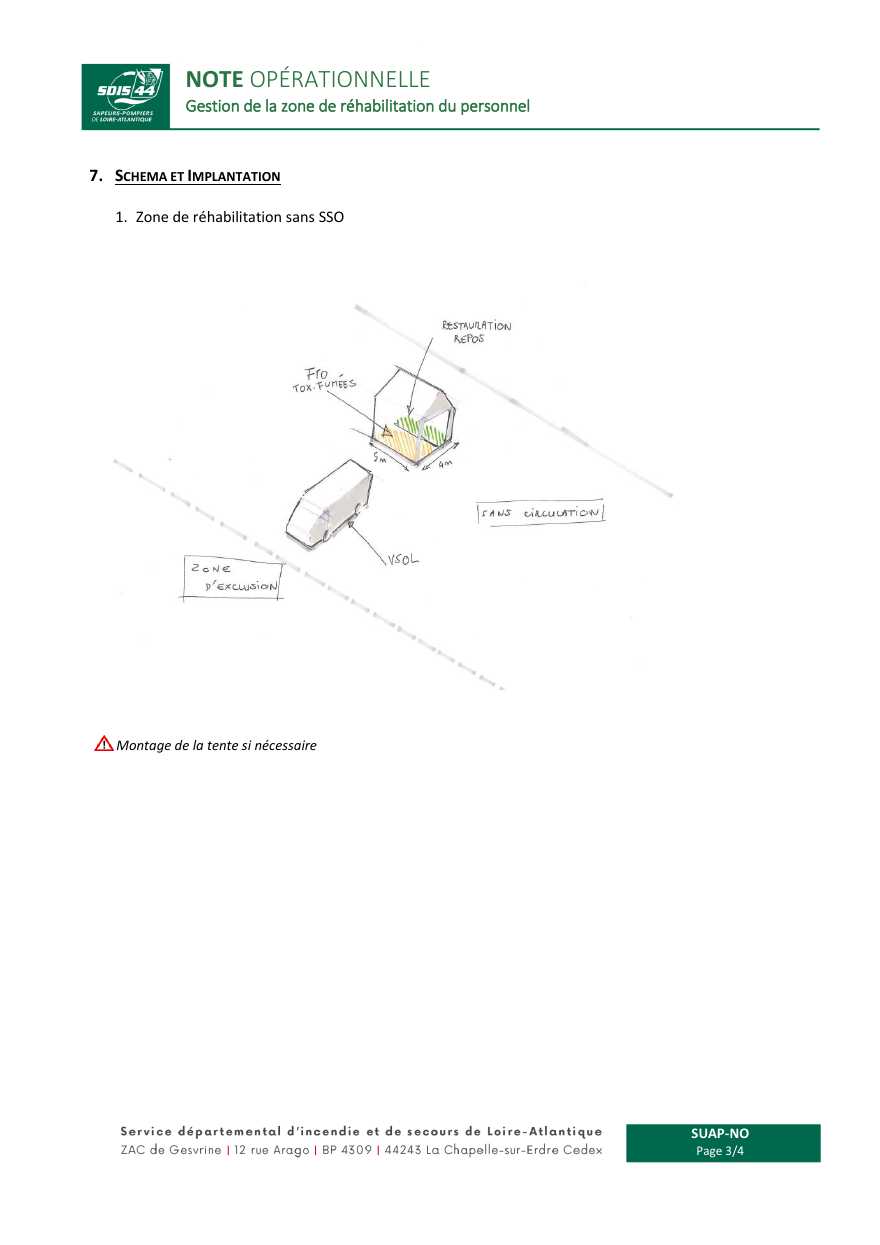 SDIS 44
SAPEURS-POMPIERS
DE LOIRE-ATLANTIQUE
NOTE OPÉRATIONNELLE
Gestion de la zone de réhabilitation du personnel
7. SCHEMA ET IMPLANTATION
1. Zone de réhabilitation sans SSO
RESTAURATION
REPOS
TOX. FUMÉES
5m
4m
SANS CIRCULATION
VSOL
ZONE
D'EXCLUSION
Montage de la tente si nécessaire
Service départemental d'incendie et de secours de Loire-Atlantique
ZAC de Gesvrine | 12 rue Arago | BP 4309 | 44243 La Chapelle-sur-Erdre Cedex
SUAP-NO
Page 3/4